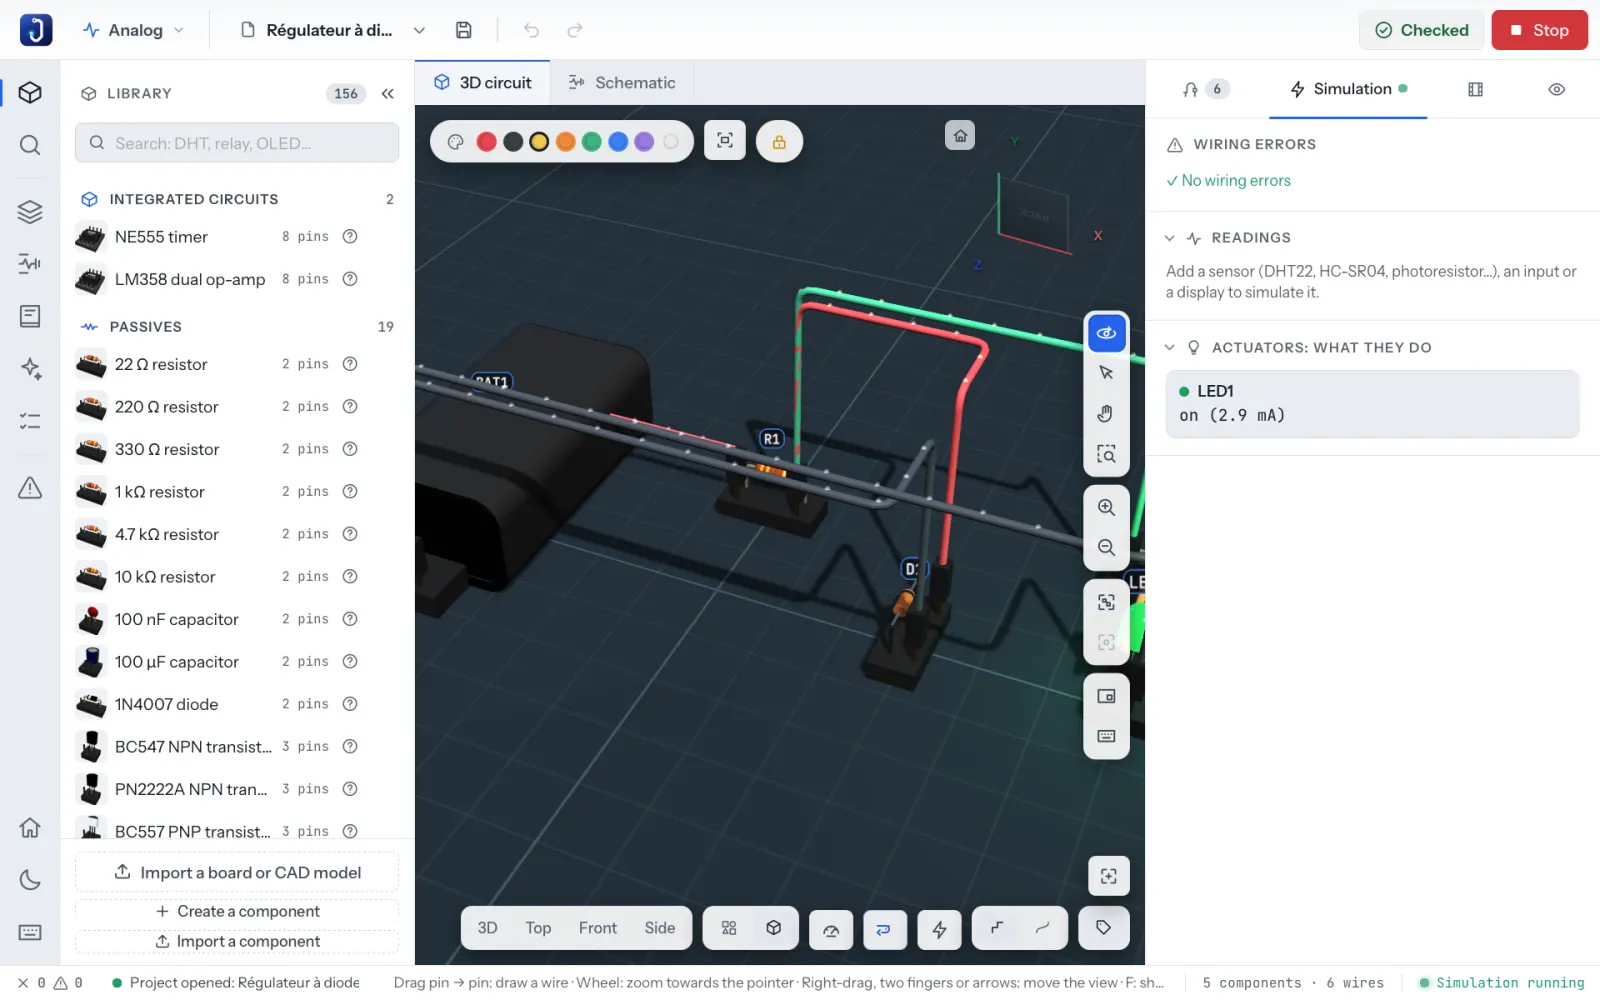 Analog
Régulateur à di...
Checked
Stop
LIBRARY
156
Search: DHT, relay, OLED...
INTEGRATED CIRCUITS
2
NE555 timer
8 pins
LM358 dual op-amp
8 pins
PASSIVES
19
22 Ω resistor
2 pins
220 Ω resistor
2 pins
330 Ω resistor
2 pins
1 kΩ resistor
2 pins
4.7 kΩ resistor
2 pins
10 kΩ resistor
2 pins
100 nF capacitor
2 pins
100 µF capacitor
2 pins
1N4007 diode
2 pins
BC547 NPN transist...
3 pins
PN2222A NPN tran...
3 pins
BC557 PNP transist...
3 pins
Import a board or CAD model
Create a component
Import a component
3D circuit
Schematic
Y
BACK
X
Z
BAT1
R1
D1
LE
3D
Top
Front
Side
6
Simulation
WIRING ERRORS
✓ No wiring errors
READINGS
Add a sensor (DHT22, HC-SR04, photoresistor...), an input or
a display to simulate it.
ACTUATORS: WHAT THEY DO
LED1
on (2.9 mA)
0
0
Project opened: Régulateur à diode
Drag pin → pin: draw a wire · Wheel: zoom towards the pointer · Right-drag, two fingers or arrows: move the view · F: sh...
5 components · 6 wires
Simulation running